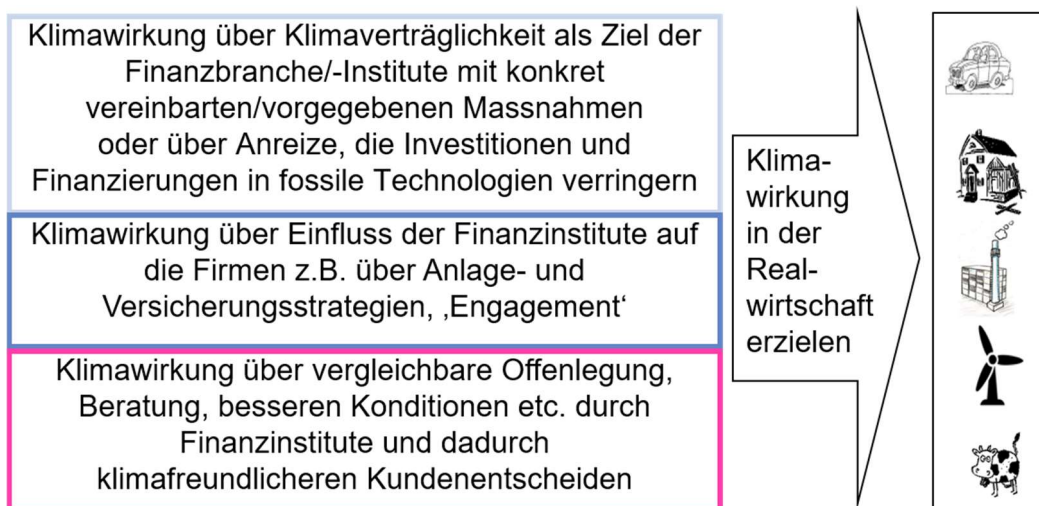 Klimawirkung über Klimaverträglichkeit als Ziel der
Finanzbranche/-Institute mit konkret
vereinbarten/vorgegebenen Massnahmen
oder über Anreize, die Investitionen und
Finanzierungen in fossile Technologien verringern
Klimawirkung über Einfluss der Finanzinstitute auf
die Firmen z.B. über Anlage- und
Versicherungsstrategien, ‚Engagement‘
Klimawirkung über vergleichbare Offenlegung,
Beratung, besseren Konditionen etc. durch
Finanzinstitute und dadurch
klimafreundlicheren Kundenentscheiden
Klima-
wirkung
in der
Real-
wirtschaft
erzielen